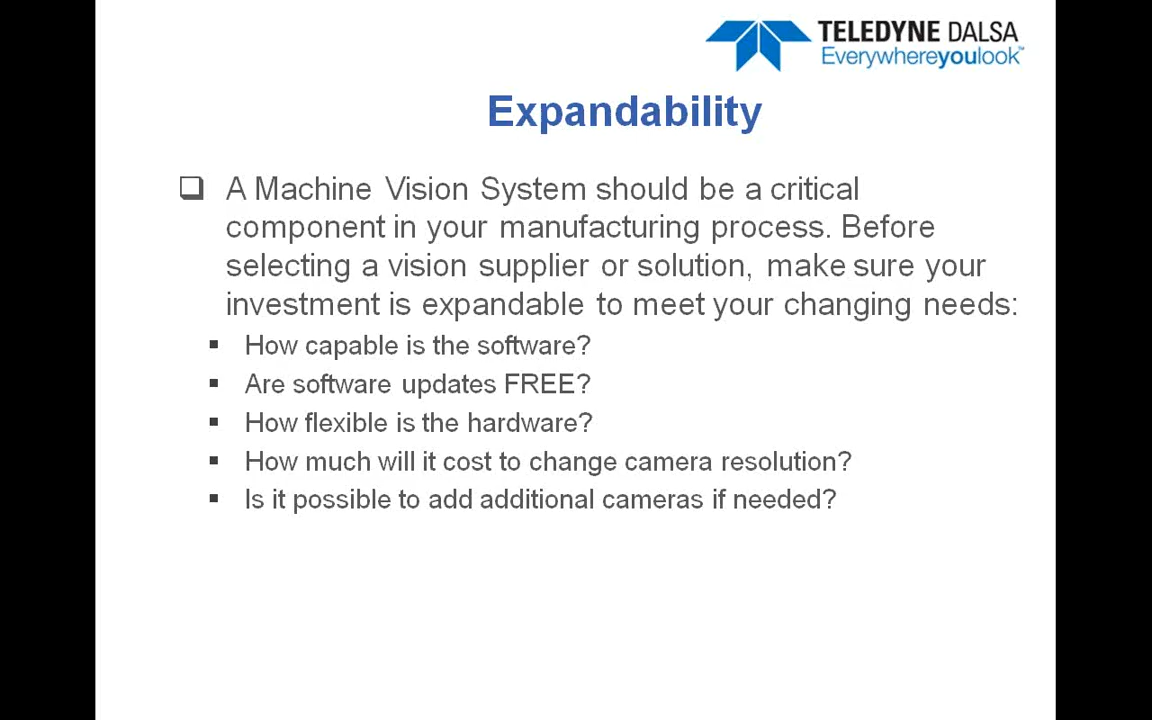 TELEDYNE DALSA
Everywhereyoulook™
Expandability
❑ A Machine Vision System should be a critical
component in your manufacturing process. Before
selecting a vision supplier or solution, make sure your
investment is expandable to meet your changing needs:
▪ How capable is the software?
▪ Are software updates FREE?
▪ How flexible is the hardware?
▪ How much will it cost to change camera resolution?
▪ Is it possible to add additional cameras if needed?